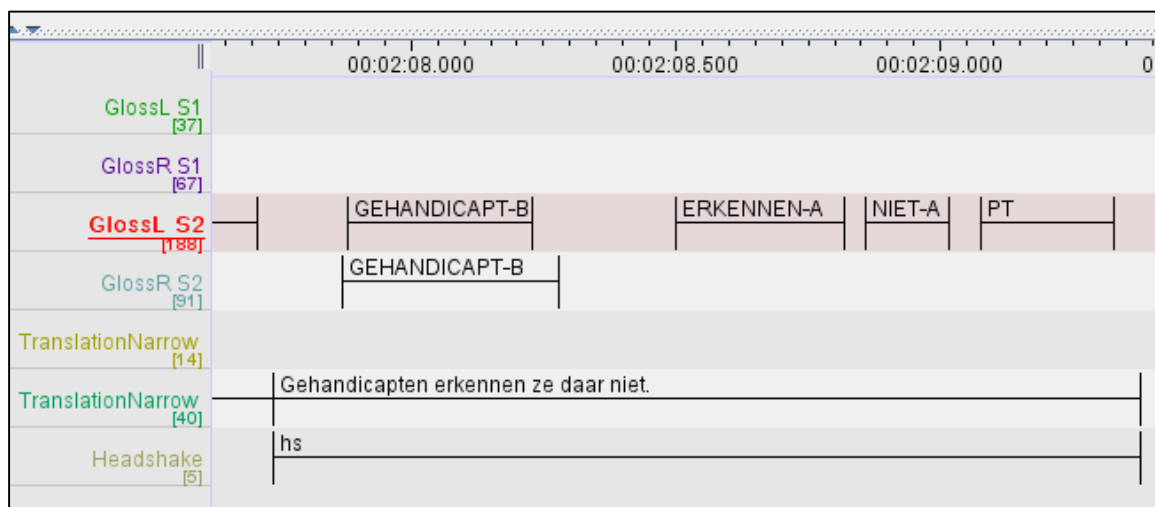 00:02:08.000 00:02:08.500 00:02:09.000 0
GlossL S1
[37]
GlossR S1
[67]
GlossL S2 GEHANDICAPT-B ERKENNEN-A NIET-A PT
[188]
GlossR S2 GEHANDICAPT-B
[91]
TranslationNarrow
[14]
TranslationNarrow Gehandicapten erkennen ze daar niet.
[40]
Headshake hs
[5]